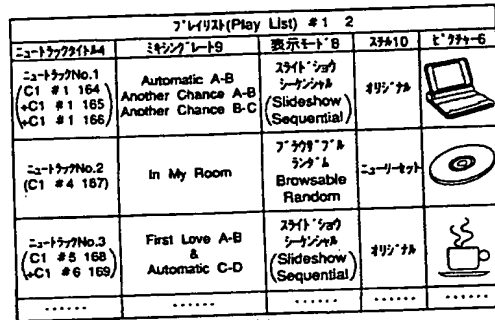 ﾌﾟﾚｲﾘｽﾄ(Play List) #1 2
ﾆｭｰﾄﾗｯｸﾀｲﾄﾙ4 ﾐｷｼﾝｸﾞﾚｰﾄ9 表示ﾓｰﾄﾞ8 ｽﾁﾙ10 ﾋﾟｸﾁｬｰ6
ﾆｭｰﾄﾗｯｸNo.1
(C1 #1 164
+C1 #1 165
+C1 #1 166)
Automatic A-B
Another Chance A-B
Another Chance B-C
ｽﾗｲﾄﾞｼｮｳ
ｼｰｹﾝｼｬﾙ
(Slideshow
Sequential)
ｵﾘｼﾞﾅﾙ
ﾆｭｰﾄﾗｯｸNo.2
(C1 #4 167)
In My Room
ﾌﾞﾗｳｻﾞﾌﾞﾙ
ﾗﾝﾀﾞﾑ
Browsable
Random
ﾆｭｰﾘｰｾｯﾄ
ﾆｭｰﾄﾗｯｸNo.3
(C1 #5 168
+C1 #6 169)
First Love A-B
&
Automatic C-D
ｽﾗｲﾄﾞｼｮｳ
ｼｰｹﾝｼｬﾙ
(Slideshow
Sequential)
ｵﾘｼﾞﾅﾙ
...... ...... ...... ...... ......